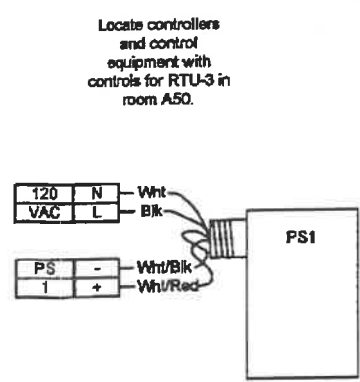 Locate controllers
and control
equipment with
controls for RTU-3 in
room A50.
120 N Wht
VAC L Blk
PS1
PS - Wht/Blk
1 + Wht/Red